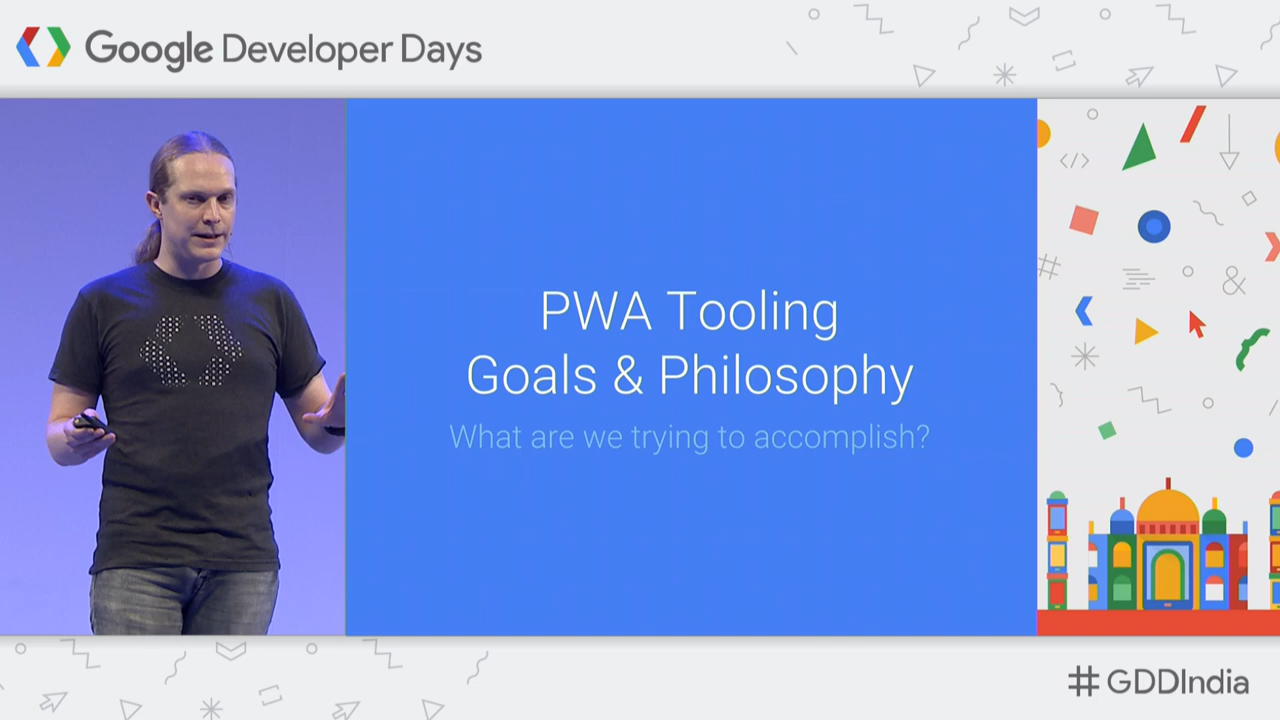 Google Developer Days
PWA Tooling
Goals & Philosophy
What are we trying to accomplish?
#GDDIndia